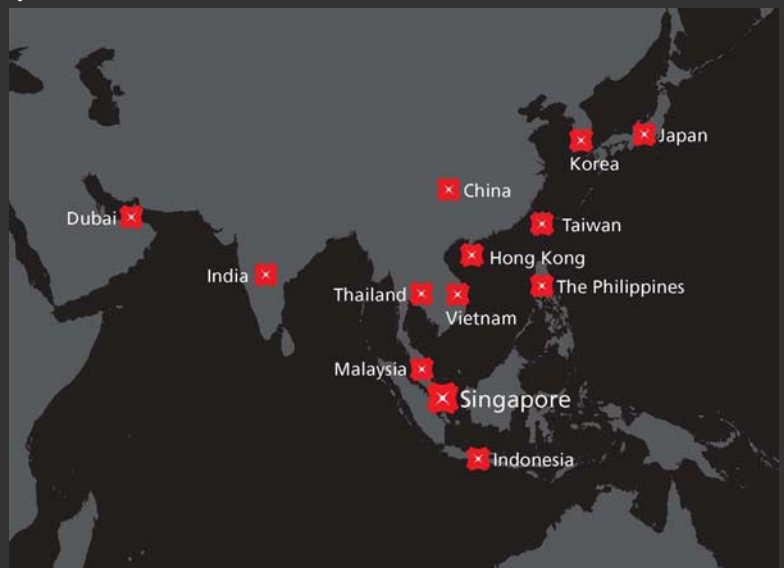 Japan
Korea
China
Dubai
Taiwan
Hong Kong
India
Thailand
The Philippines
Vietnam
Malaysia
Singapore
Indonesia